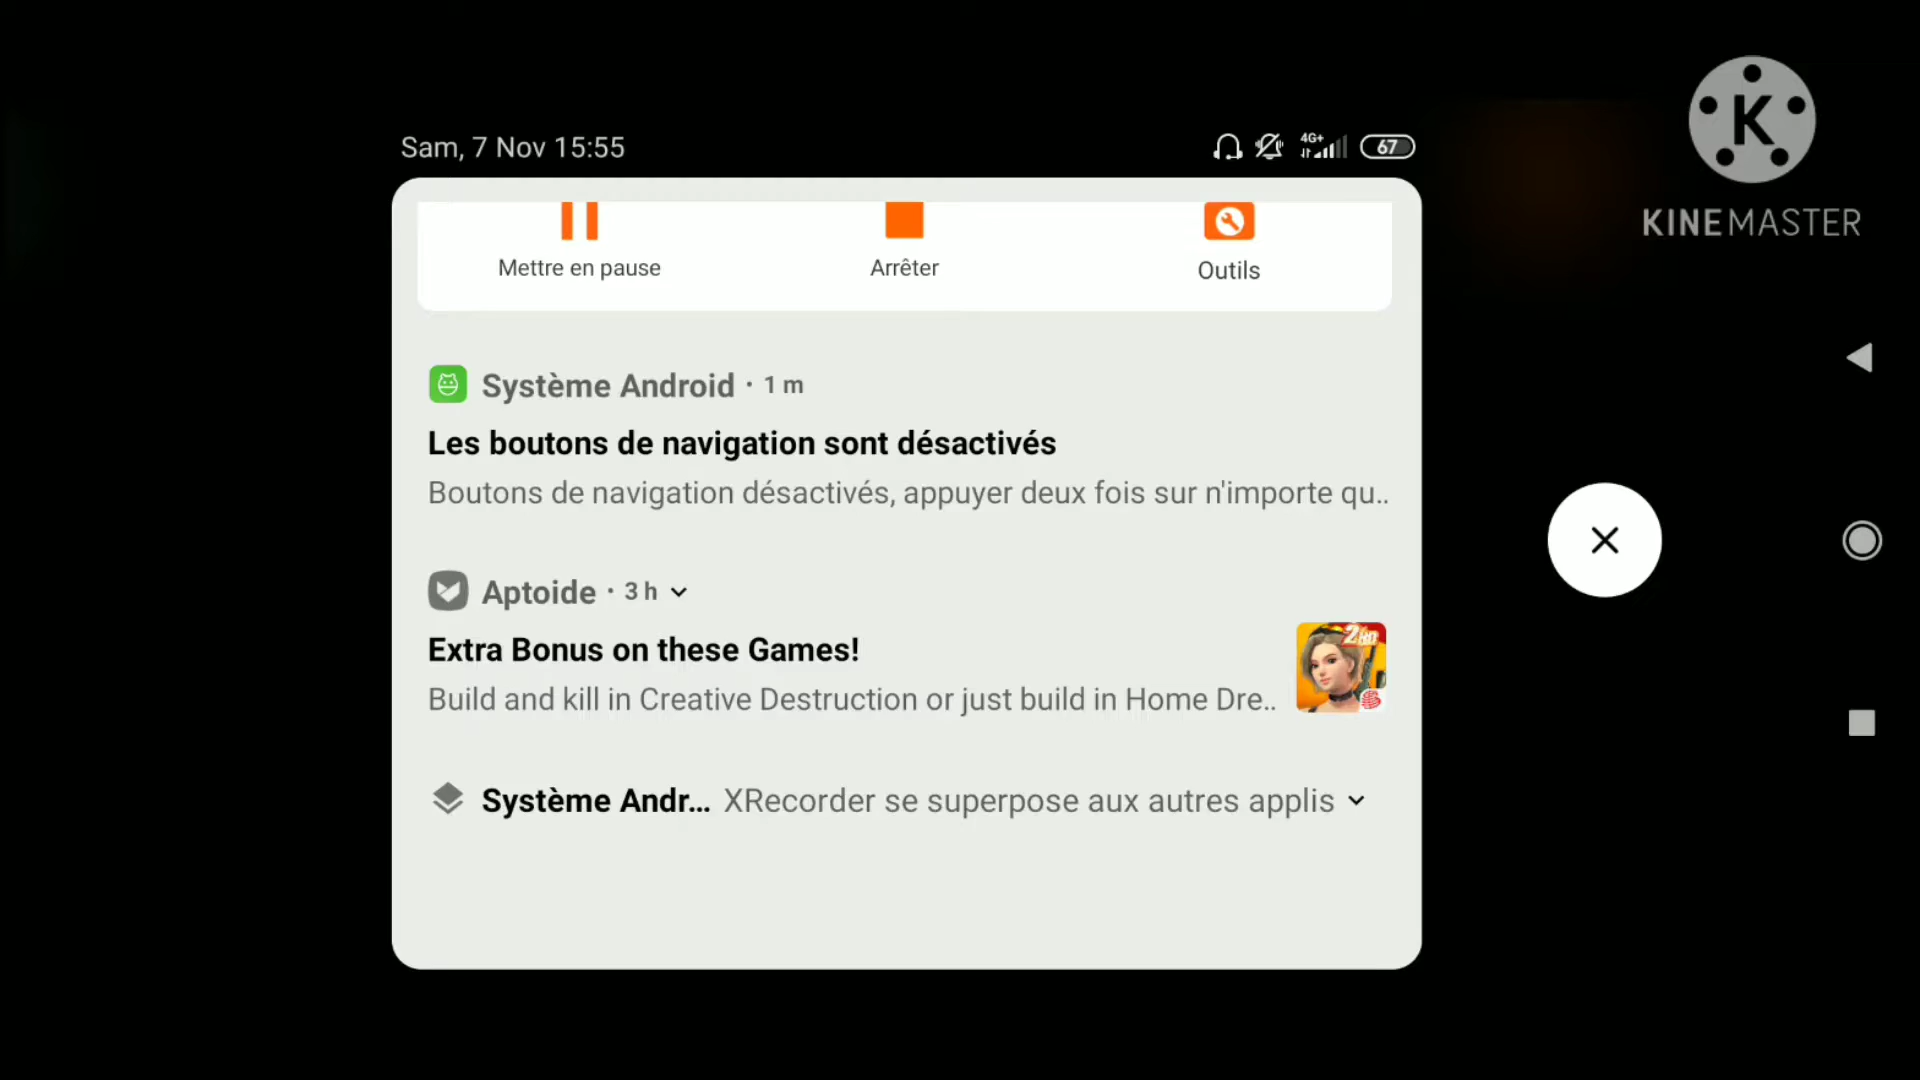 Sam, 7 Nov 15:55
4G+
67
K
KINEMASTER
Mettre en pause
Arrêter
Outils
Système Android · 1 m
Les boutons de navigation sont désactivés
Boutons de navigation désactivés, appuyer deux fois sur n'importe qu..
Aptoide · 3 h
Extra Bonus on these Games!
Build and kill in Creative Destruction or just build in Home Dre..
Système Andr... XRecorder se superpose aux autres applis